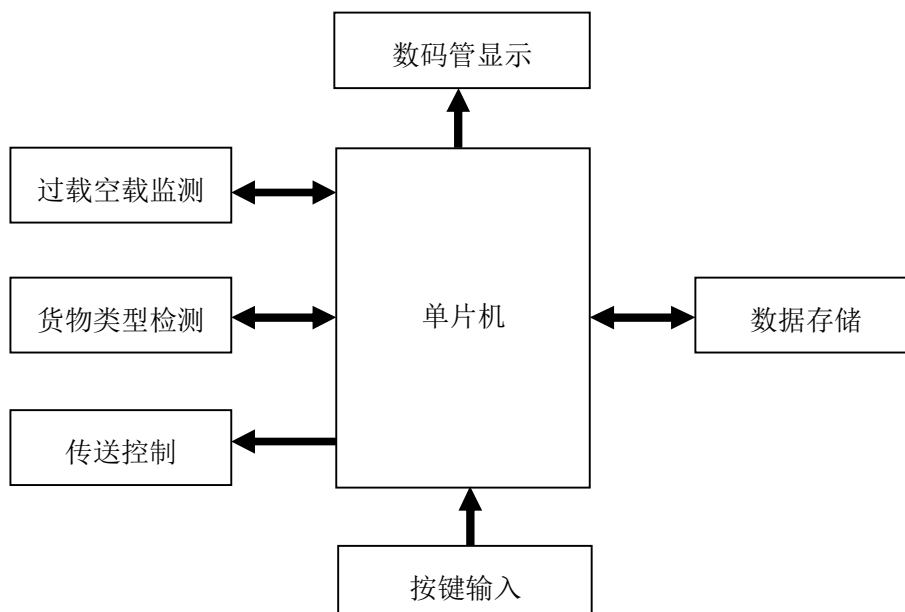 数码管显示
过载空载监测
货物类型检测
单片机
数据存储
传送控制
按键输入